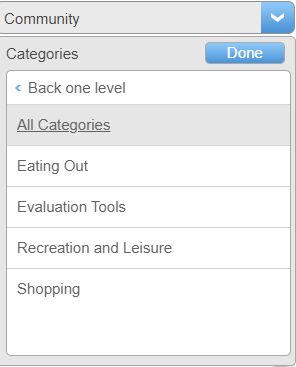 Community
Categories Done
Back one level
All Categories
Eating Out
Evaluation Tools
Recreation and Leisure
Shopping